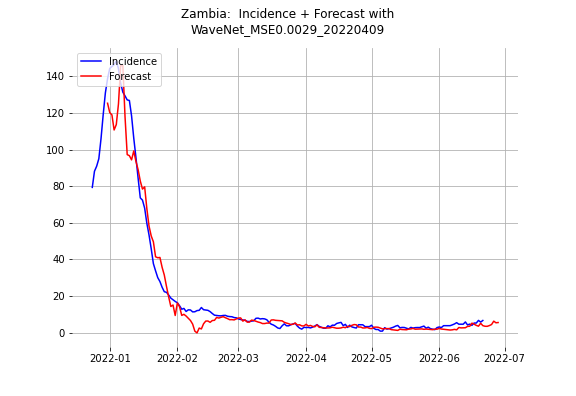 Zambia:  Incidence + Forecast with
WaveNet_MSE0.0029_20220409
Incidence
Forecast
140
120
100
80
60
40
20
0
2022-01 2022-02 2022-03 2022-04 2022-05 2022-06 2022-07